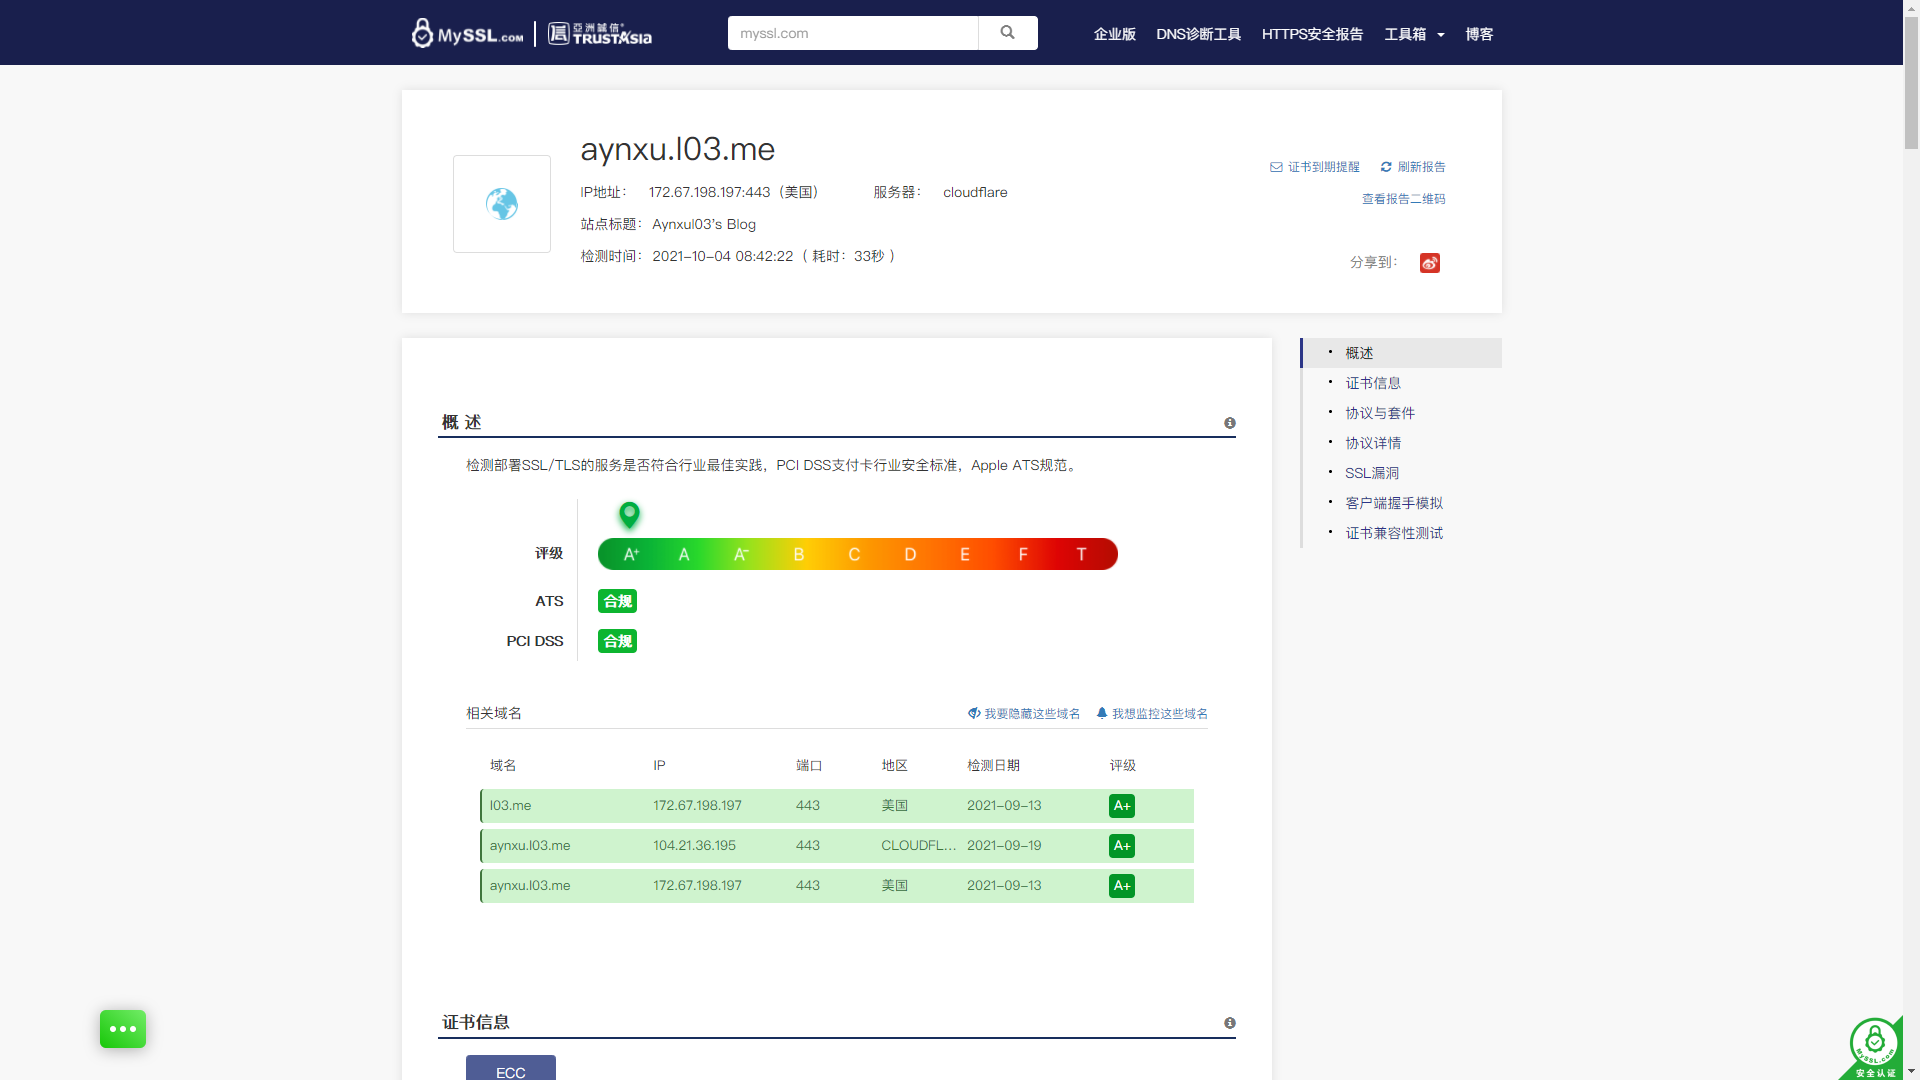 MySSL.COM 亞洲誠信® TRUSTAsia myssl.com 企业版 DNS诊断工具 HTTPS安全报告 工具箱 博客
aynxu.l03.me
IP地址： 172.67.198.197:443（美国） 服务器： cloudflare
站点标题： Aynxul03's Blog
检测时间： 2021-10-04 08:42:22（ 耗时：33秒 ）
证书到期提醒 刷新报告
查看报告二维码
分享到：
概述
证书信息
协议与套件
协议详情
SSL漏洞
客户端握手模拟
证书兼容性测试
概 述
检测部署SSL/TLS的服务是否符合行业最佳实践，PCI DSS支付卡行业安全标准，Apple ATS规范。
评级 A+ A A- B C D E F T
ATS 合规
PCI DSS 合规
相关域名 我要隐藏这些域名 我想监控这些域名
域名 IP 端口 地区 检测日期 评级
l03.me 172.67.198.197 443 美国 2021-09-13 A+
aynxu.l03.me 104.21.36.195 443 CLOUDFL... 2021-09-19 A+
aynxu.l03.me 172.67.198.197 443 美国 2021-09-13 A+
证书信息
ECC
MySSL.com
安全认证